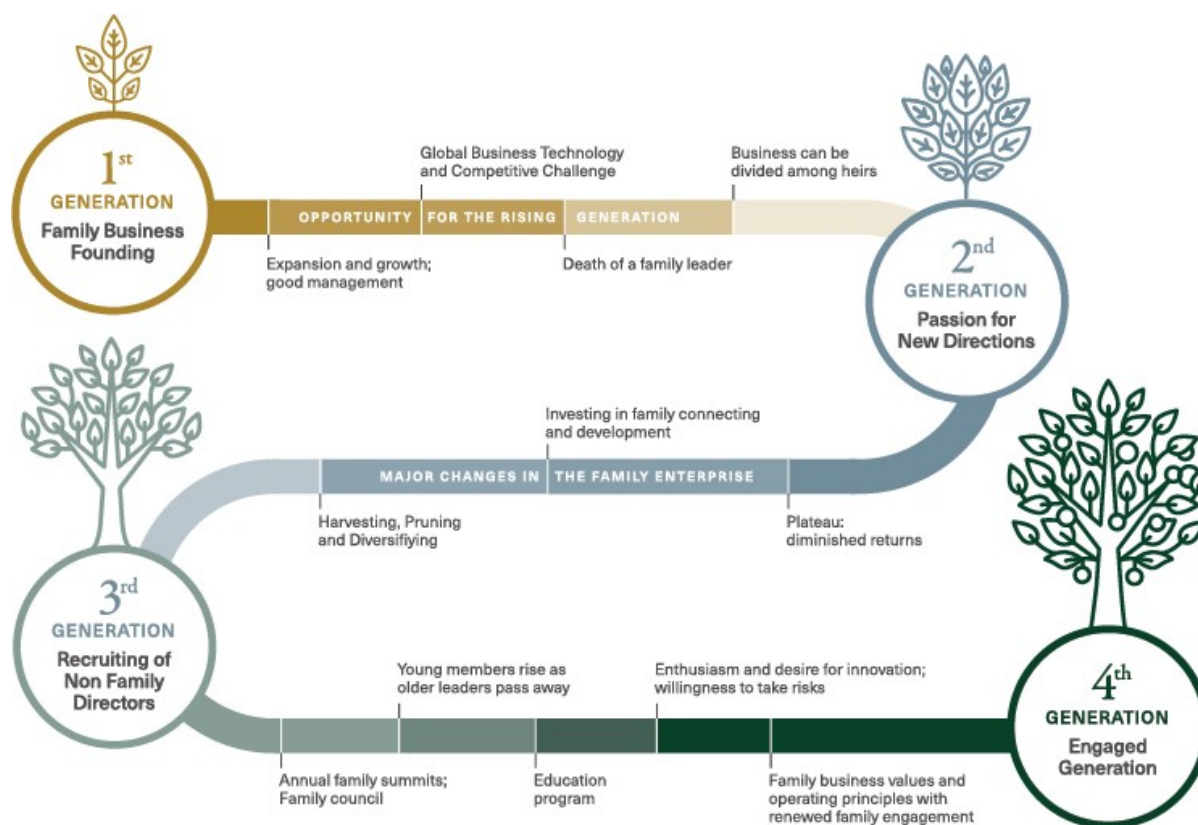 1st
GENERATION
Family Business
Founding
Global Business Technology
and Competitive Challenge
Business can be
divided among heirs
OPPORTUNITY FOR THE RISING GENERATION
Expansion and growth;
good management
Death of a family leader
2nd
GENERATION
Passion for
New Directions
Investing in family connecting
and development
MAJOR CHANGES IN THE FAMILY ENTERPRISE
Harvesting, Pruning
and Diversifiying
Plateau:
diminished returns
3rd
GENERATION
Recruiting of
Non Family
Directors
Young members rise as
older leaders pass away
Enthusiasm and desire for innovation;
willingness to take risks
Annual family summits;
Family council
Education
program
Family business values and
operating principles with
renewed family engagement
4th
GENERATION
Engaged
Generation